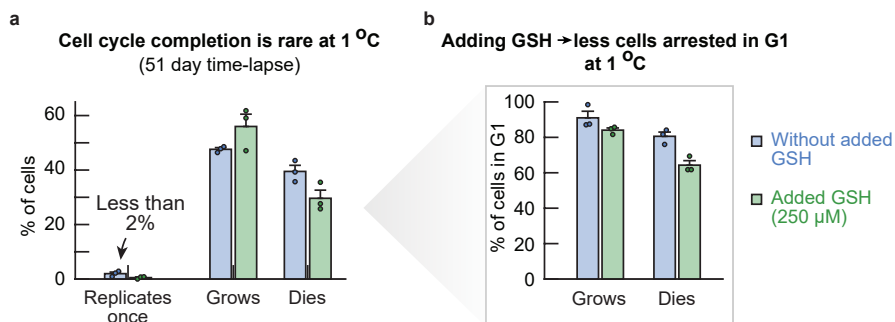 a
Cell cycle completion is rare at 1 ºC
(51 day time-lapse)
% of cells
60
40
20
0
Less than
2%
Replicates
once
Grows
Dies
b
Adding GSH → less cells arrested in G1
at 1 ºC
% of cells in G1
100
80
60
40
20
0
Grows
Dies
Without added
GSH
Added GSH
(250 µM)